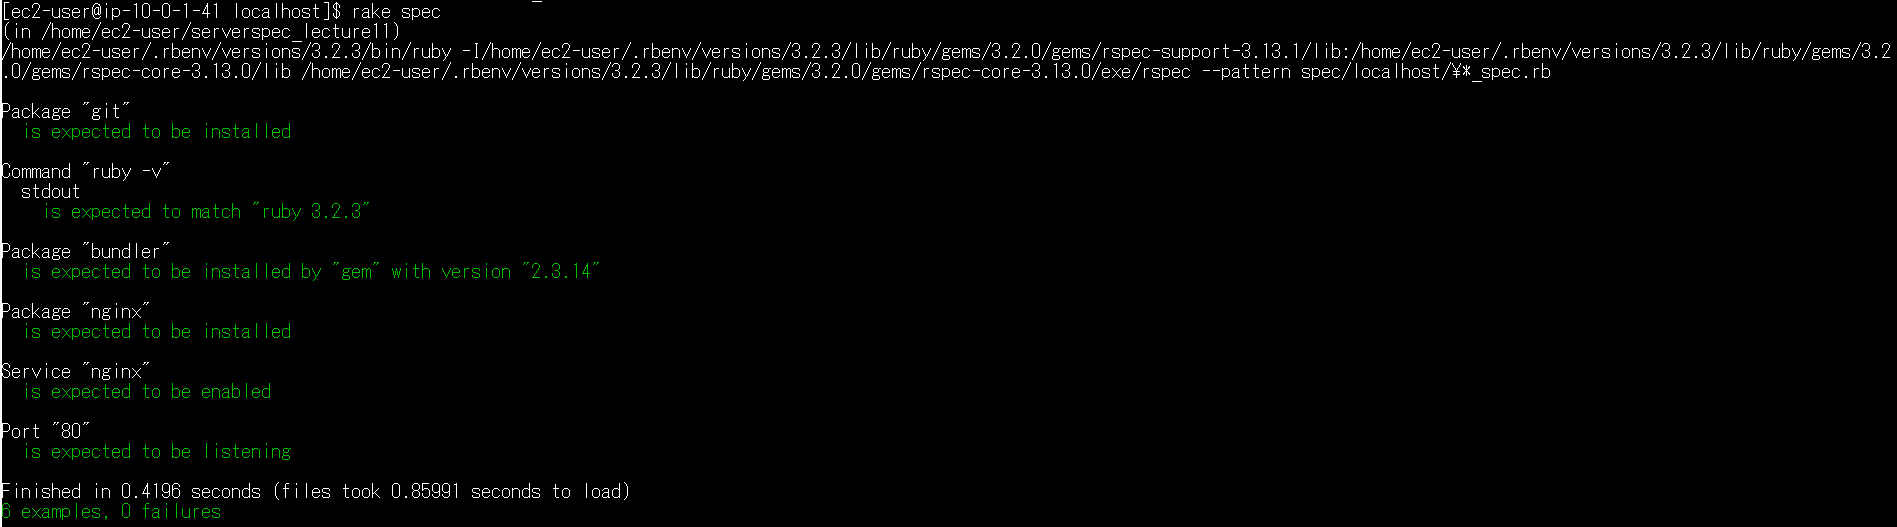 [ec2-user@ip-10-0-1-41 localhost]$ rake spec
(in /home/ec2-user/serverspec_lecture11)
/home/ec2-user/.rbenv/versions/3.2.3/bin/ruby -I/home/ec2-user/.rbenv/versions/3.2.3/lib/ruby/gems/3.2.0/gems/rspec-support-3.13.1/lib:/home/ec2-user/.rbenv/versions/3.2.3/lib/ruby/gems/3.2
.0/gems/rspec-core-3.13.0/lib /home/ec2-user/.rbenv/versions/3.2.3/lib/ruby/gems/3.2.0/gems/rspec-core-3.13.0/exe/rspec --pattern spec/localhost/¥*_spec.rb
Package "git"
is expected to be installed
Command "ruby -v"
stdout
is expected to match "ruby 3.2.3"
Package "bundler"
is expected to be installed by "gem" with version "2.3.14"
Package "nginx"
is expected to be installed
Service "nginx"
is expected to be enabled
Port "80"
is expected to be listening
Finished in 0.4196 seconds (files took 0.85991 seconds to load)
6 examples, 0 failures